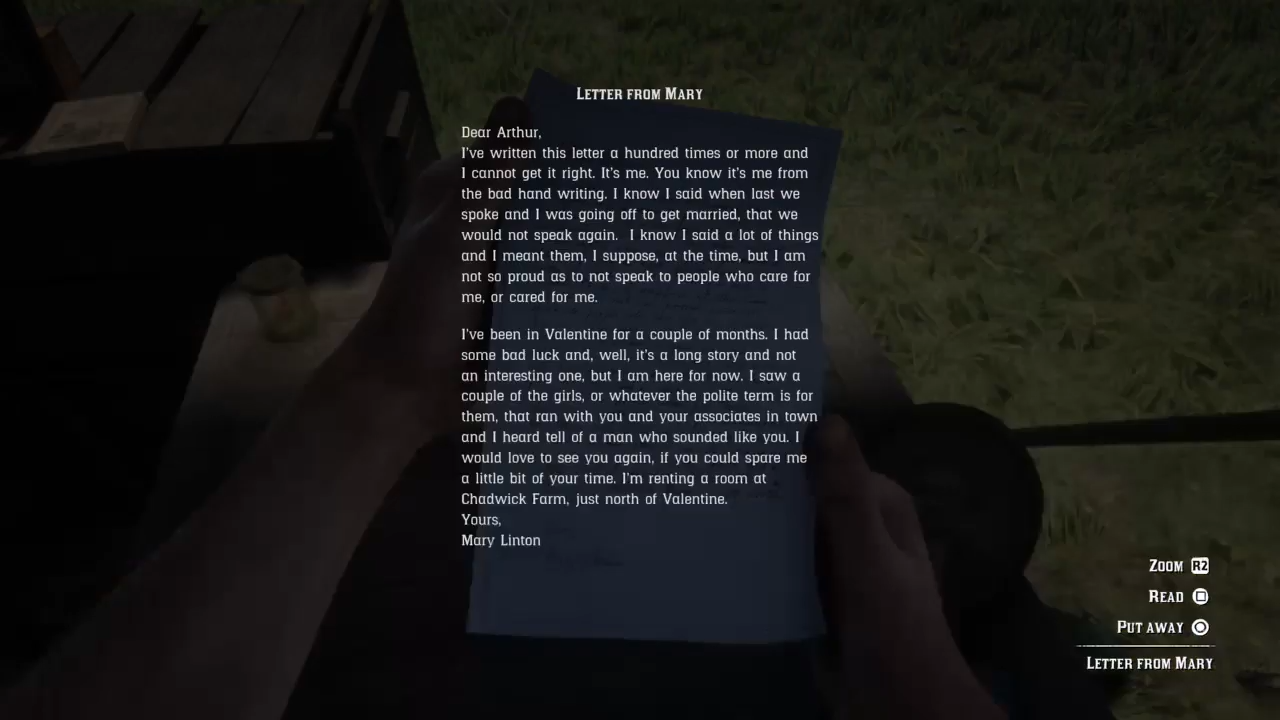 Letter from Mary
Dear Arthur,
I've written this letter a hundred times or more and
I cannot get it right. It's me. You know it's me from
the bad hand writing. I know I said when last we
spoke and I was going off to get married, that we
would not speak again.  I know I said a lot of things
and I meant them, I suppose, at the time, but I am
not so proud as to not speak to people who care for
me, or cared for me.
I've been in Valentine for a couple of months. I had
some bad luck and, well, it's a long story and not
an interesting one, but I am here for now. I saw a
couple of the girls, or whatever the polite term is for
them, that ran with you and your associates in town
and I heard tell of a man who sounded like you. I
would love to see you again, if you could spare me
a little bit of your time. I'm renting a room at
Chadwick Farm, just north of Valentine.
Yours,
Mary Linton
Zoom R2
Read
Put away
Letter from Mary